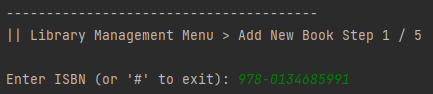 ---------------------------------------
|| Library Management Menu > Add New Book Step 1 / 5
Enter ISBN (or '#' to exit): 978-0134685991